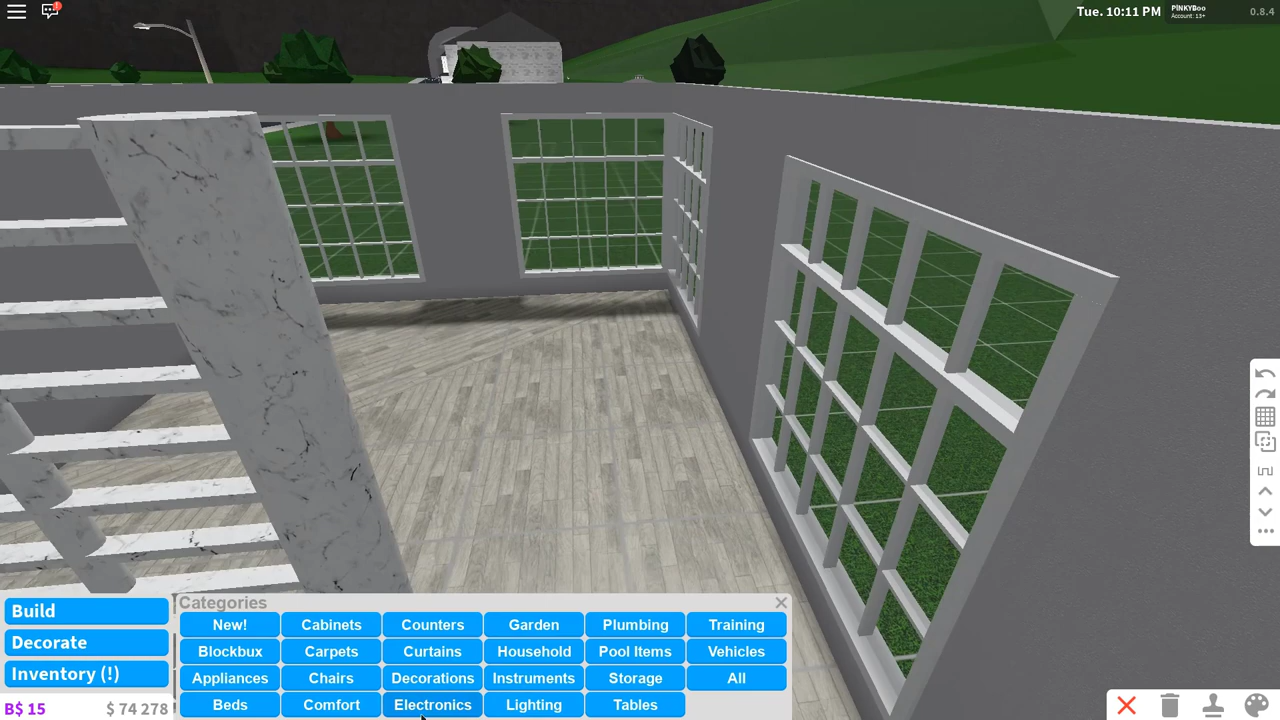 Tue. 10:11 PM
PINKYBoo
Account: 13+
0.8.4
Categories
New! Cabinets Counters Garden Plumbing Training
Blockbux Carpets Curtains Household Pool Items Vehicles
Appliances Chairs Decorations Instruments Storage All
Beds Comfort Electronics Lighting Tables
Build
Decorate
Inventory (!)
B$ 15 $ 74 278